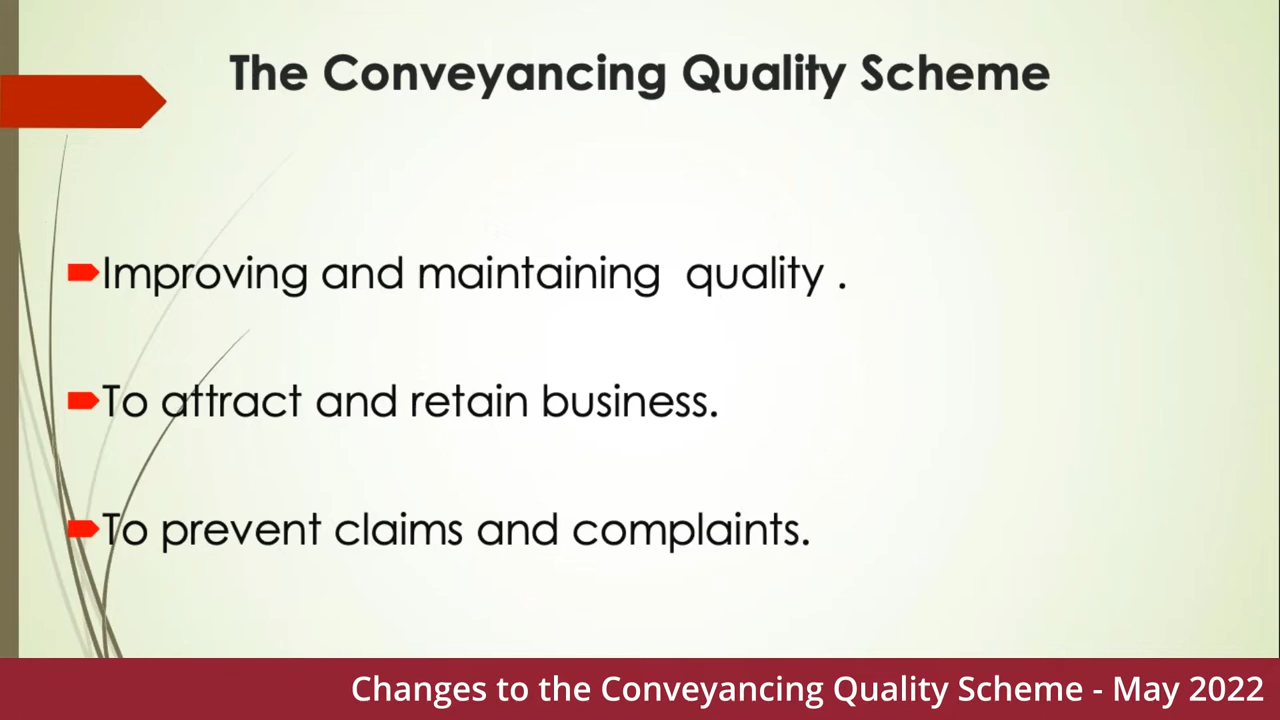 The Conveyancing Quality Scheme
Improving and maintaining  quality .
To attract and retain business.
To prevent claims and complaints.
Changes to the Conveyancing Quality Scheme - May 2022